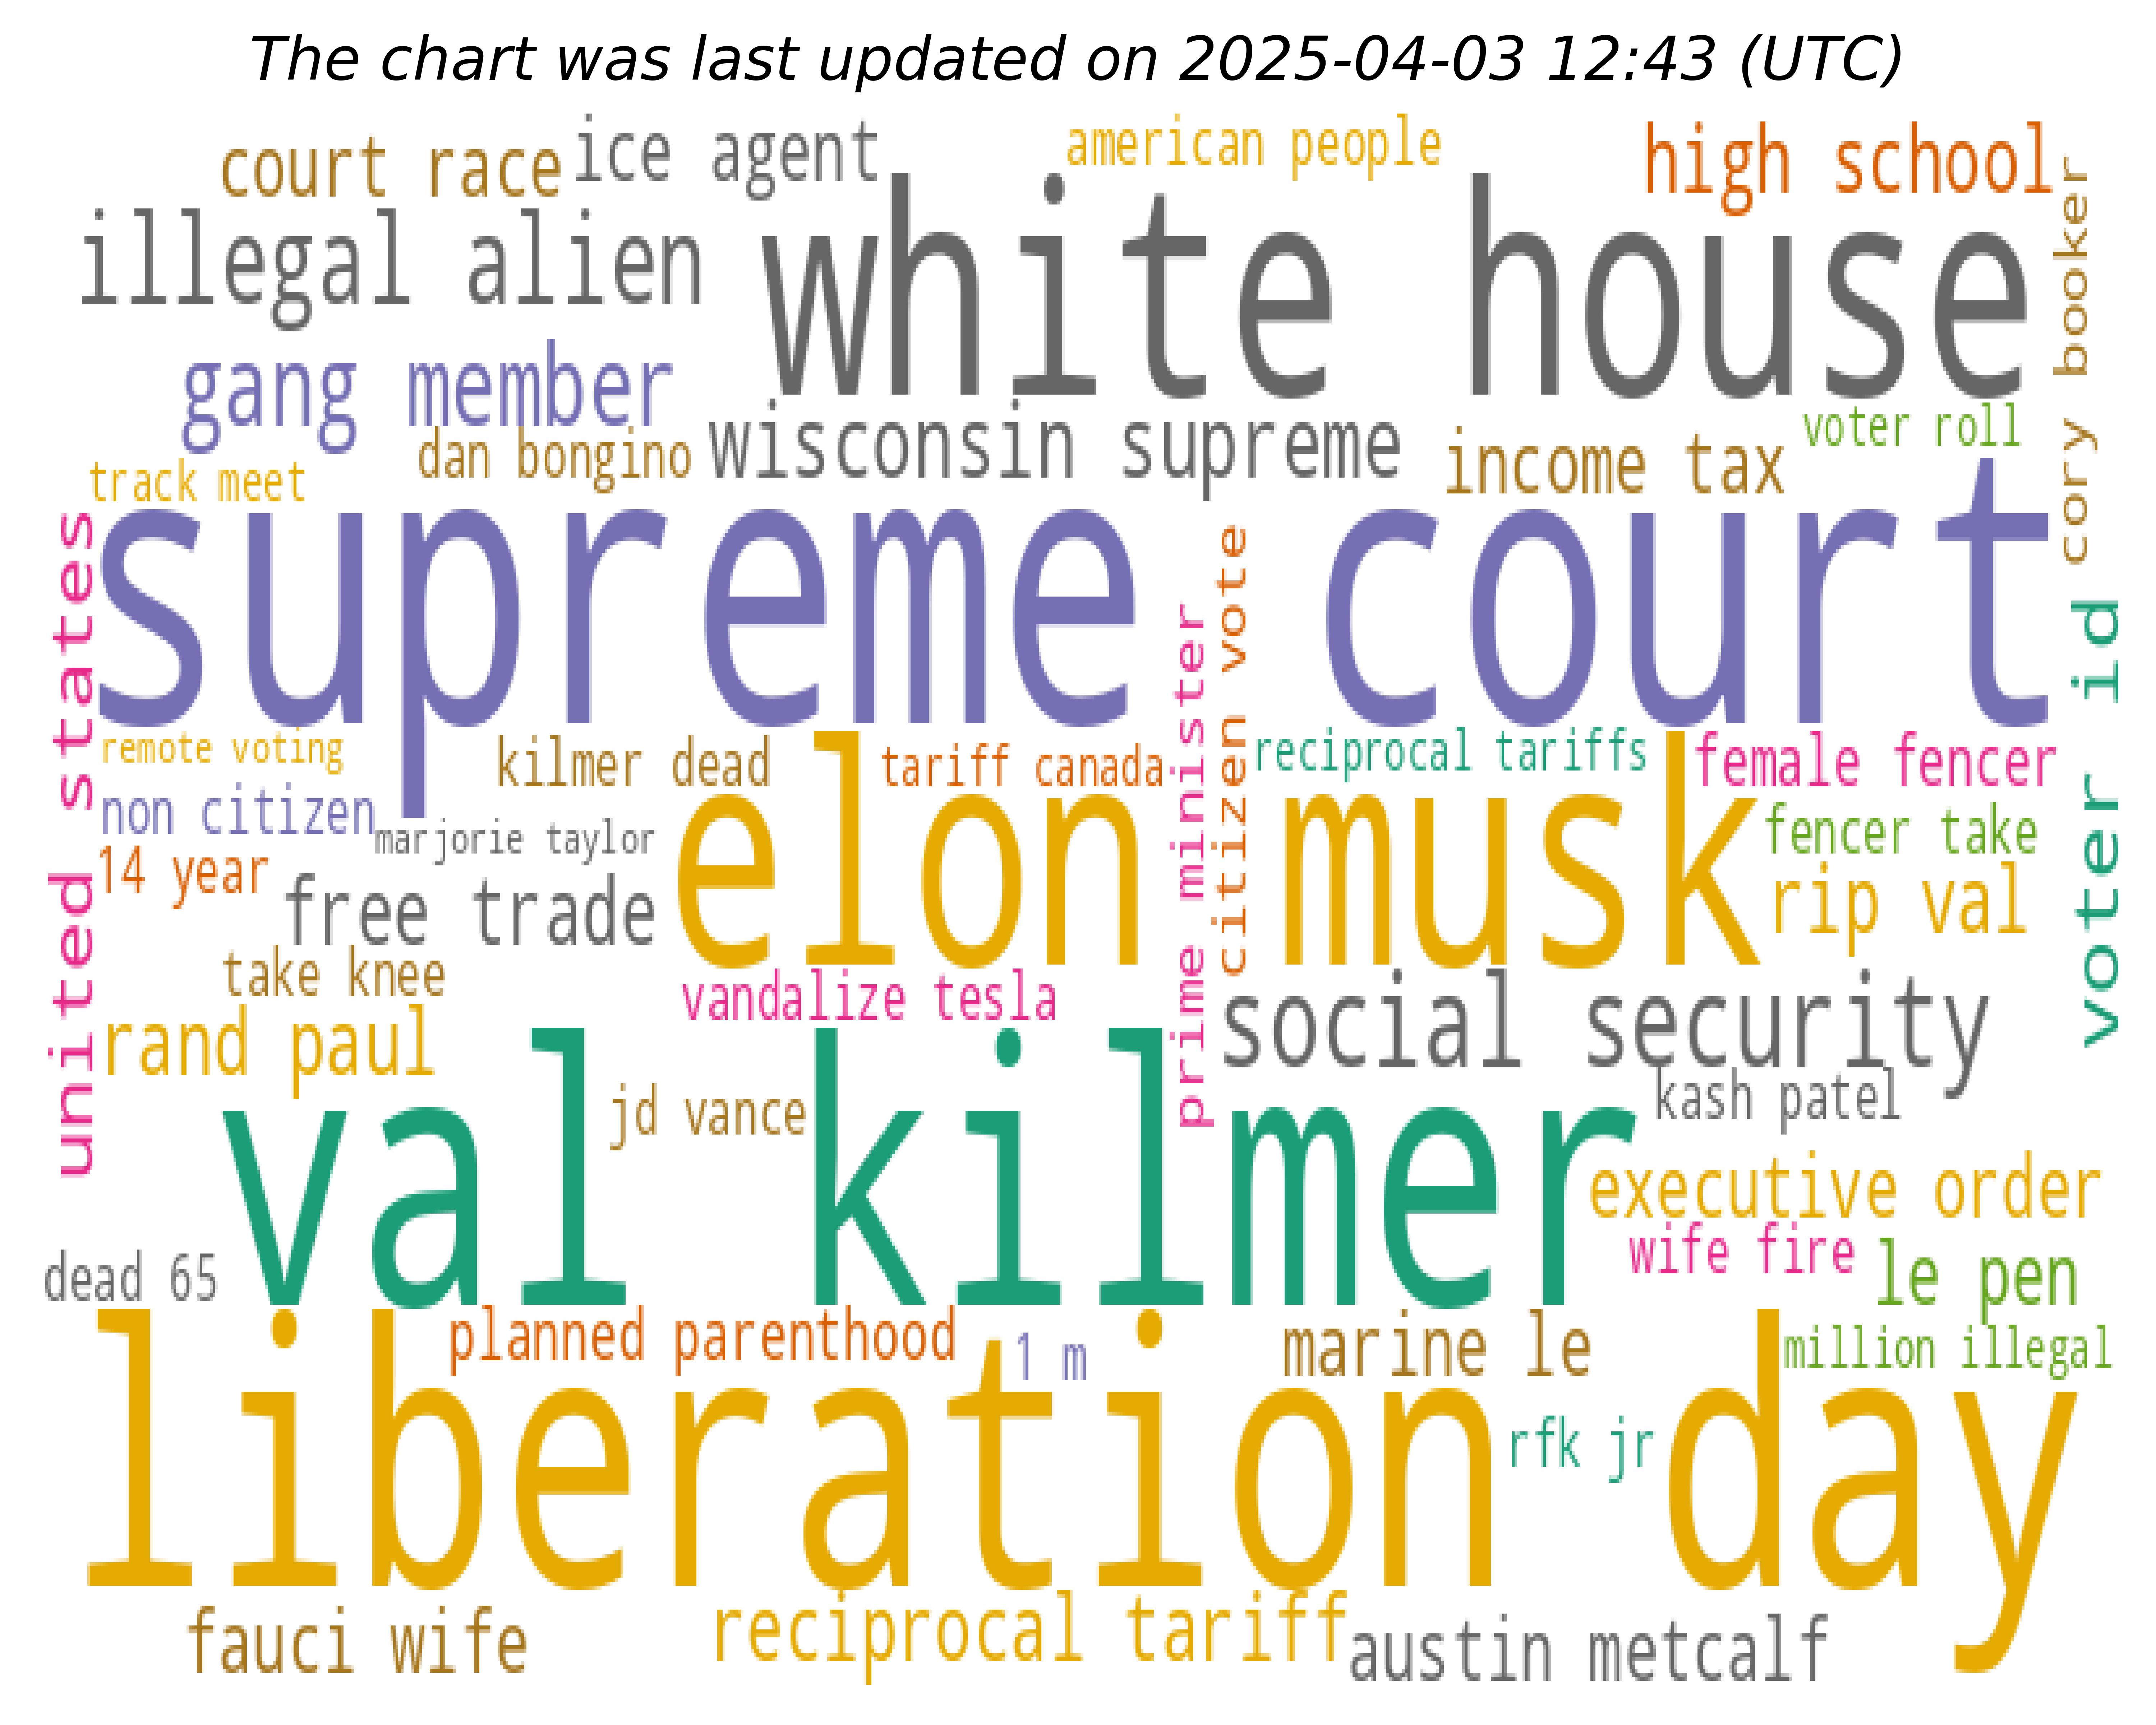 The chart was last updated on 2025-04-03 12:43 (UTC)
court race
ice agent
american people
high school
illegal alien
white house
cory booker
gang member
dan bongino
wisconsin supreme
income tax
voter roll
track meet
supreme court
united states
prime minister
citizen vote
voter id
remote voting
kilmer dead
tariff canada
reciprocal tariffs
female fencer
non citizen
marjorie taylor
elon musk
fencer take
14 year
free trade
rip val
take knee
vandalize tesla
social security
rand paul
val kilmer
jd vance
kash patel
executive order
wife fire
dead 65
le pen
liberation day
planned parenthood
1 m
marine le
million illegal
rfk jr
fauci wife
reciprocal tariff
austin metcalf